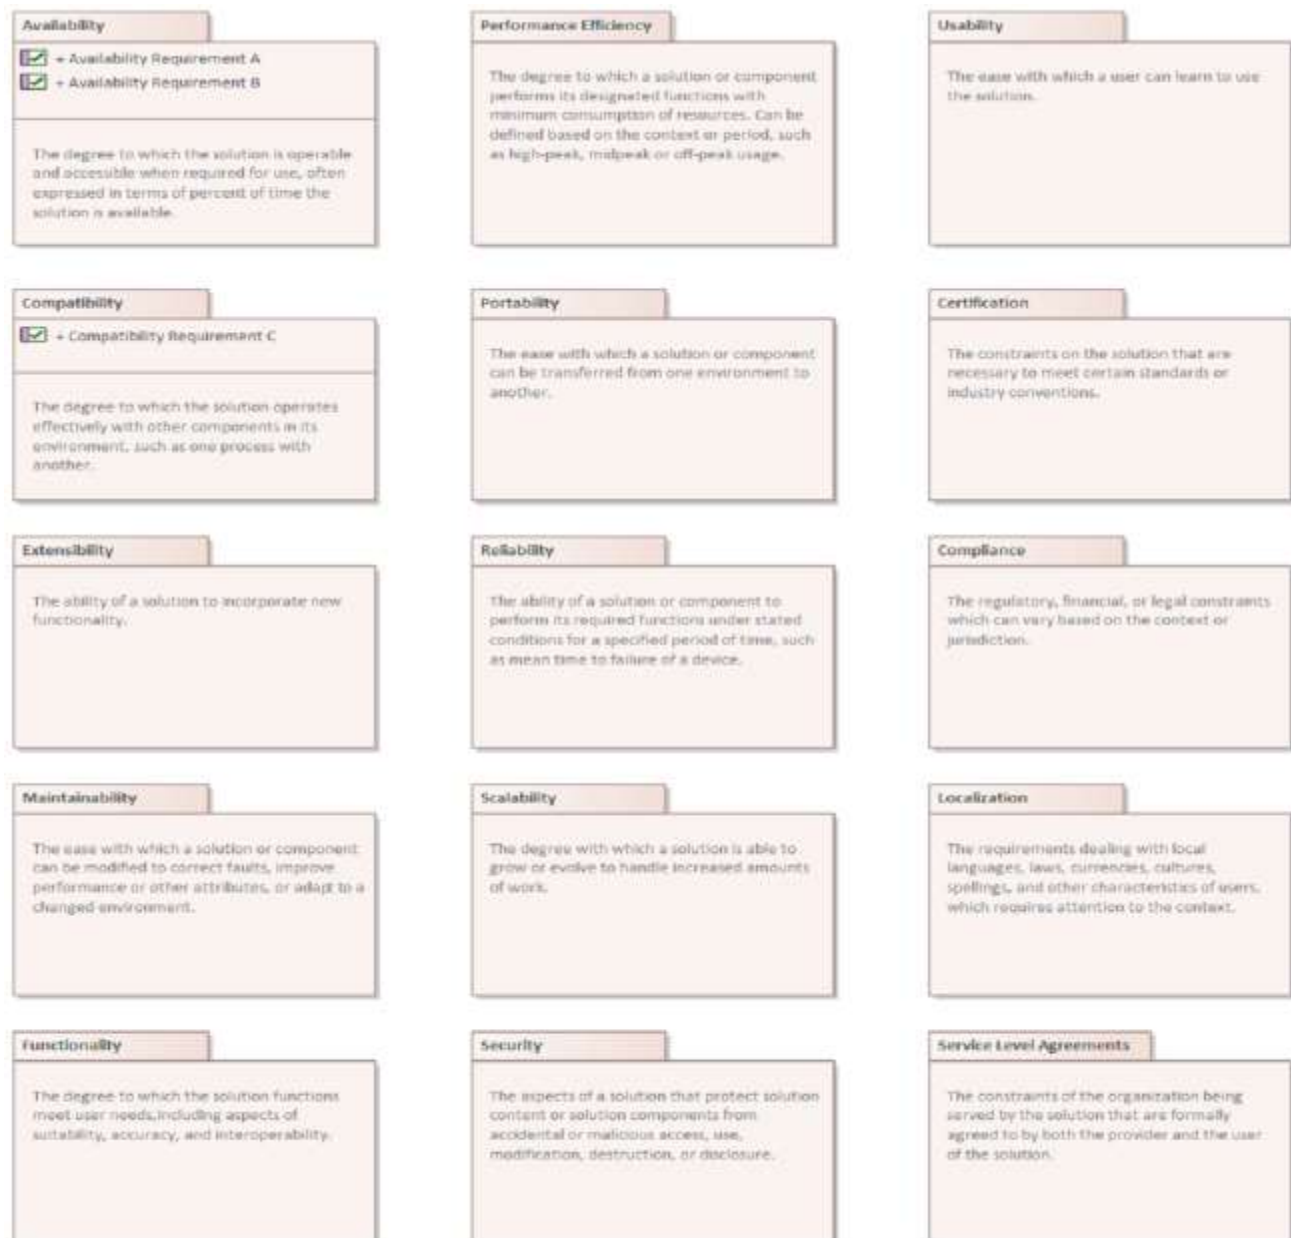 Availability
+ Availability Requirement A
+ Availability Requirement B
The degree to which the solution is operable
and accessible when required for use, often
expressed in terms of percent of time the
solution is available.
Performance Efficiency
The degree to which a solution or component
performs its designated functions with
minimum consumption of resources. Can be
defined based on the context or period, such
as high-peak, midpeak or off-peak usage.
Usability
The ease with which a user can learn to use
the solution.
Compatibility
+ Compatibility Requirement C
The degree to which the solution operates
effectively with other components in its
environment, such as one process with
another.
Portability
The ease with which a solution or component
can be transferred from one environment to
another.
Certification
The constraints on the solution that are
necessary to meet certain standards or
industry conventions.
Extensibility
The ability of a solution to incorporate new
functionality.
Reliability
The ability of a solution or component to
perform its required functions under stated
conditions for a specified period of time, such
as mean time to failure of a device.
Compliance
The regulatory, financial, or legal constraints
which can vary based on the context or
jurisdiction.
Maintainability
The ease with which a solution or component
can be modified to correct faults, improve
performance or other attributes, or adapt to a
changed environment.
Scalability
The degree with which a solution is able to
grow or evolve to handle increased amounts
of work.
Localization
The requirements dealing with local
languages, laws, currencies, cultures,
spellings, and other characteristics of users,
which requires attention to the context.
Functionality
The degree to which the solution functions
meet user needs,including aspects of
suitability, accuracy, and interoperability.
Security
The aspects of a solution that protect solution
content or solution components from
accidental or malicious access, use,
modification, destruction, or disclosure.
Service Level Agreements
The constraints of the organization being
served by the solution that are formally
agreed to by both the provider and the user
of the solution.